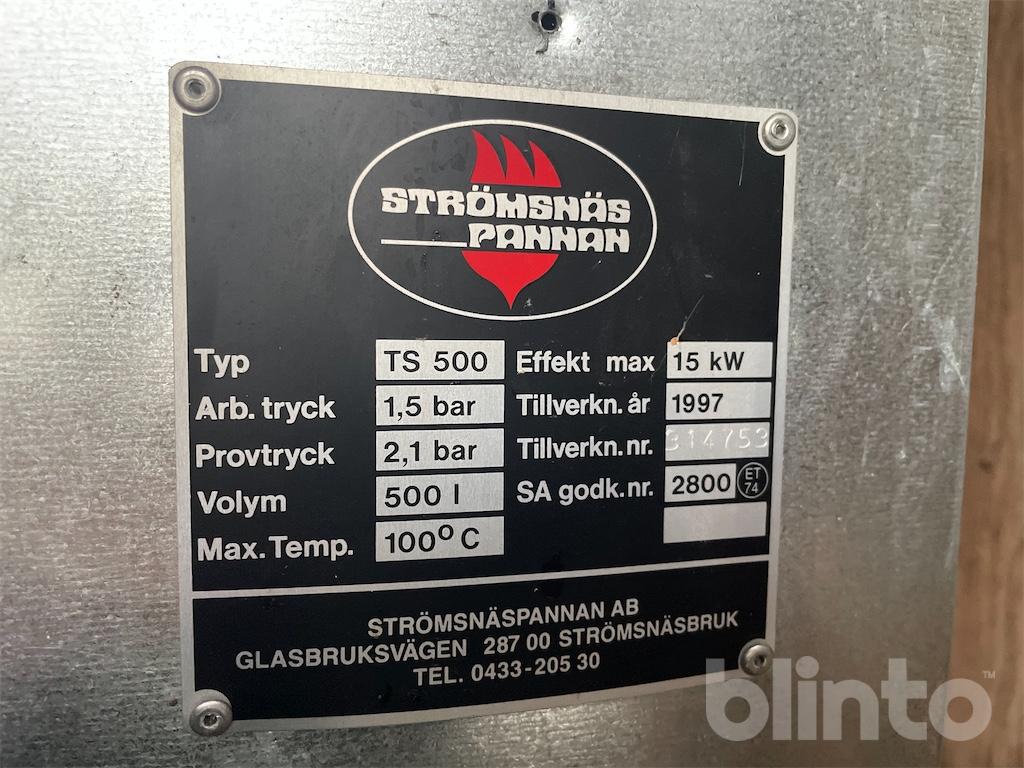 STRÖMSNÄS
PANNAN
Typ TS 500 Effekt max 15 kW
Arb. tryck 1,5 bar Tillverkn. år 1997
Provtryck 2,1 bar Tillverkn. nr. 314753
Volym 500 l SA godk. nr. 2800 ET 74
Max. Temp. 100° C
STRÖMSNÄSPANNAN AB
GLASBRUKSVÄGEN 287 00 STRÖMSNÄSBRUK
TEL. 0433-205 30
blinto™